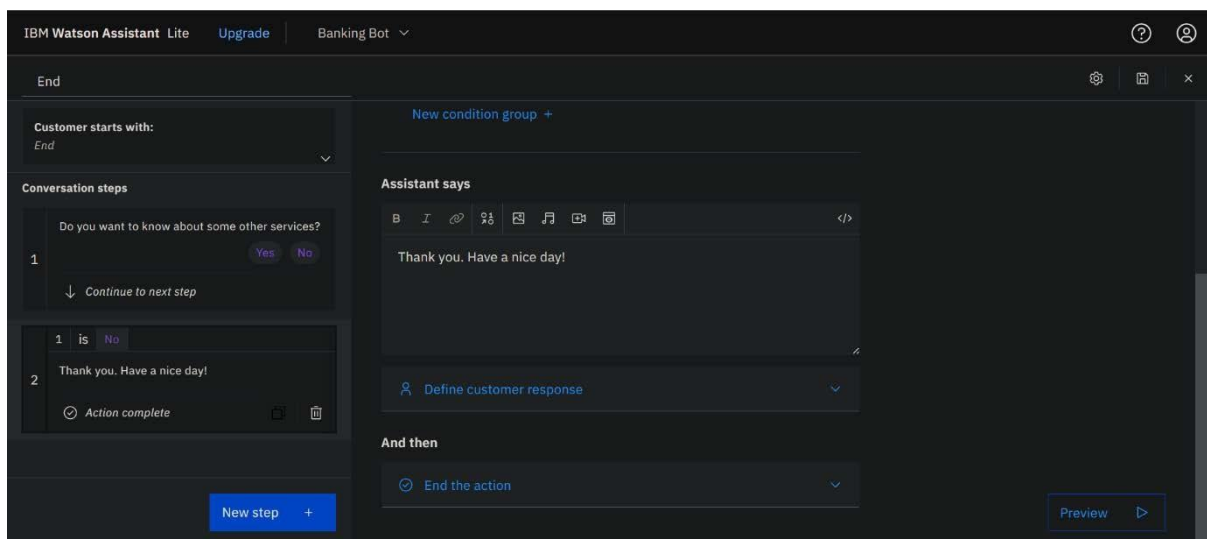 IBM Watson Assistant Lite Upgrade Banking Bot
End
Customer starts with:
End
Conversation steps
1
Do you want to know about some other services?
Yes No
Continue to next step
2
1 is No
Thank you. Have a nice day!
Action complete
New step +
New condition group +
Assistant says
B I </>
Thank you. Have a nice day!
Define customer response
And then
End the action
Preview